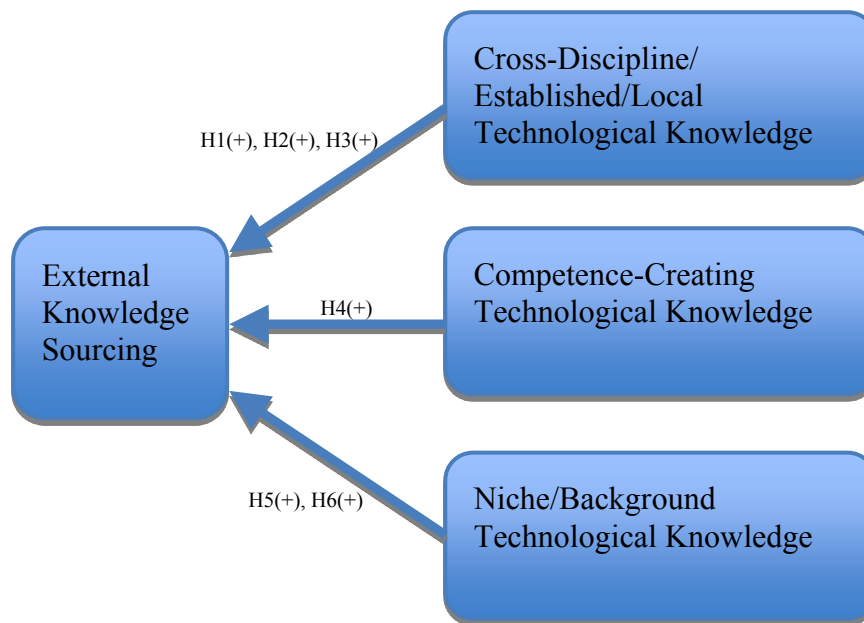 Cross-Discipline/
Established/Local
Technological Knowledge
H1(+), H2(+), H3(+)
External
Knowledge
Sourcing
H4(+)
Competence-Creating
Technological Knowledge
H5(+), H6(+)
Niche/Background
Technological Knowledge